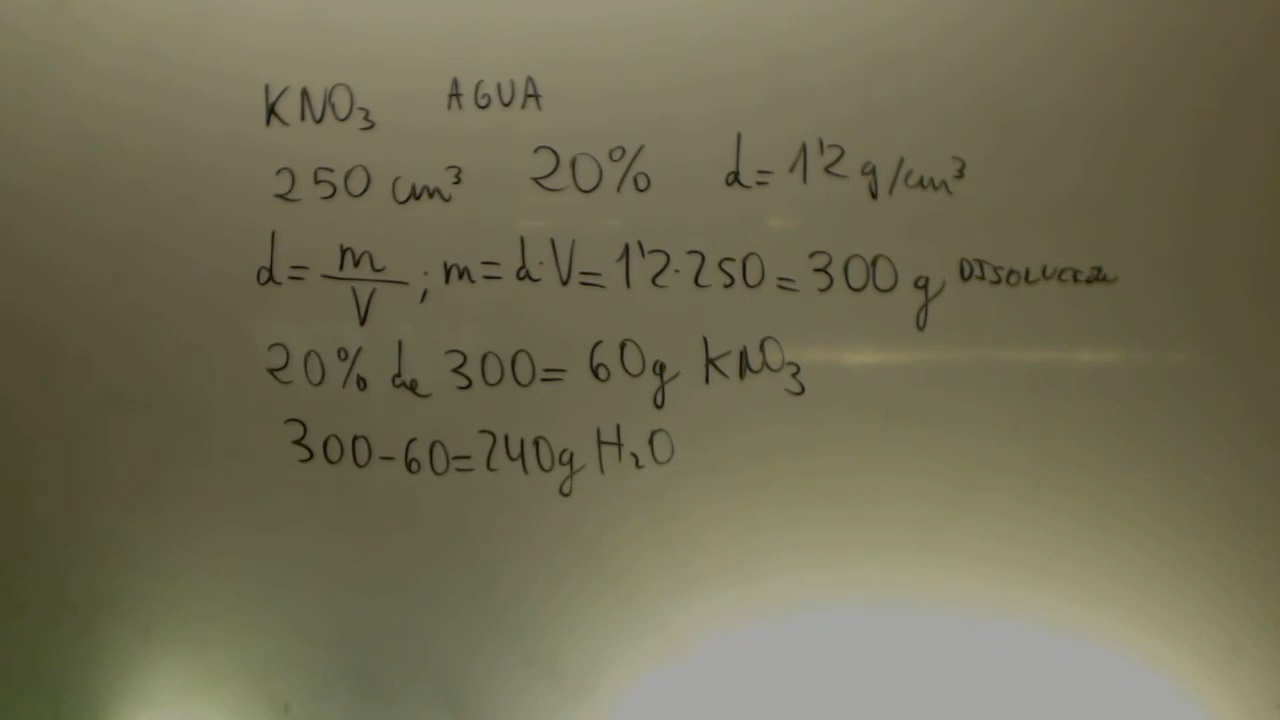 KNO₃ AGUA
250 cm³ 20% d=1'2 g/cm³
d=m/V; m=d·V=1'2·250=300 g DISOLUCIÓN
20% de 300=60g KNO₃
300-60=240g H₂O